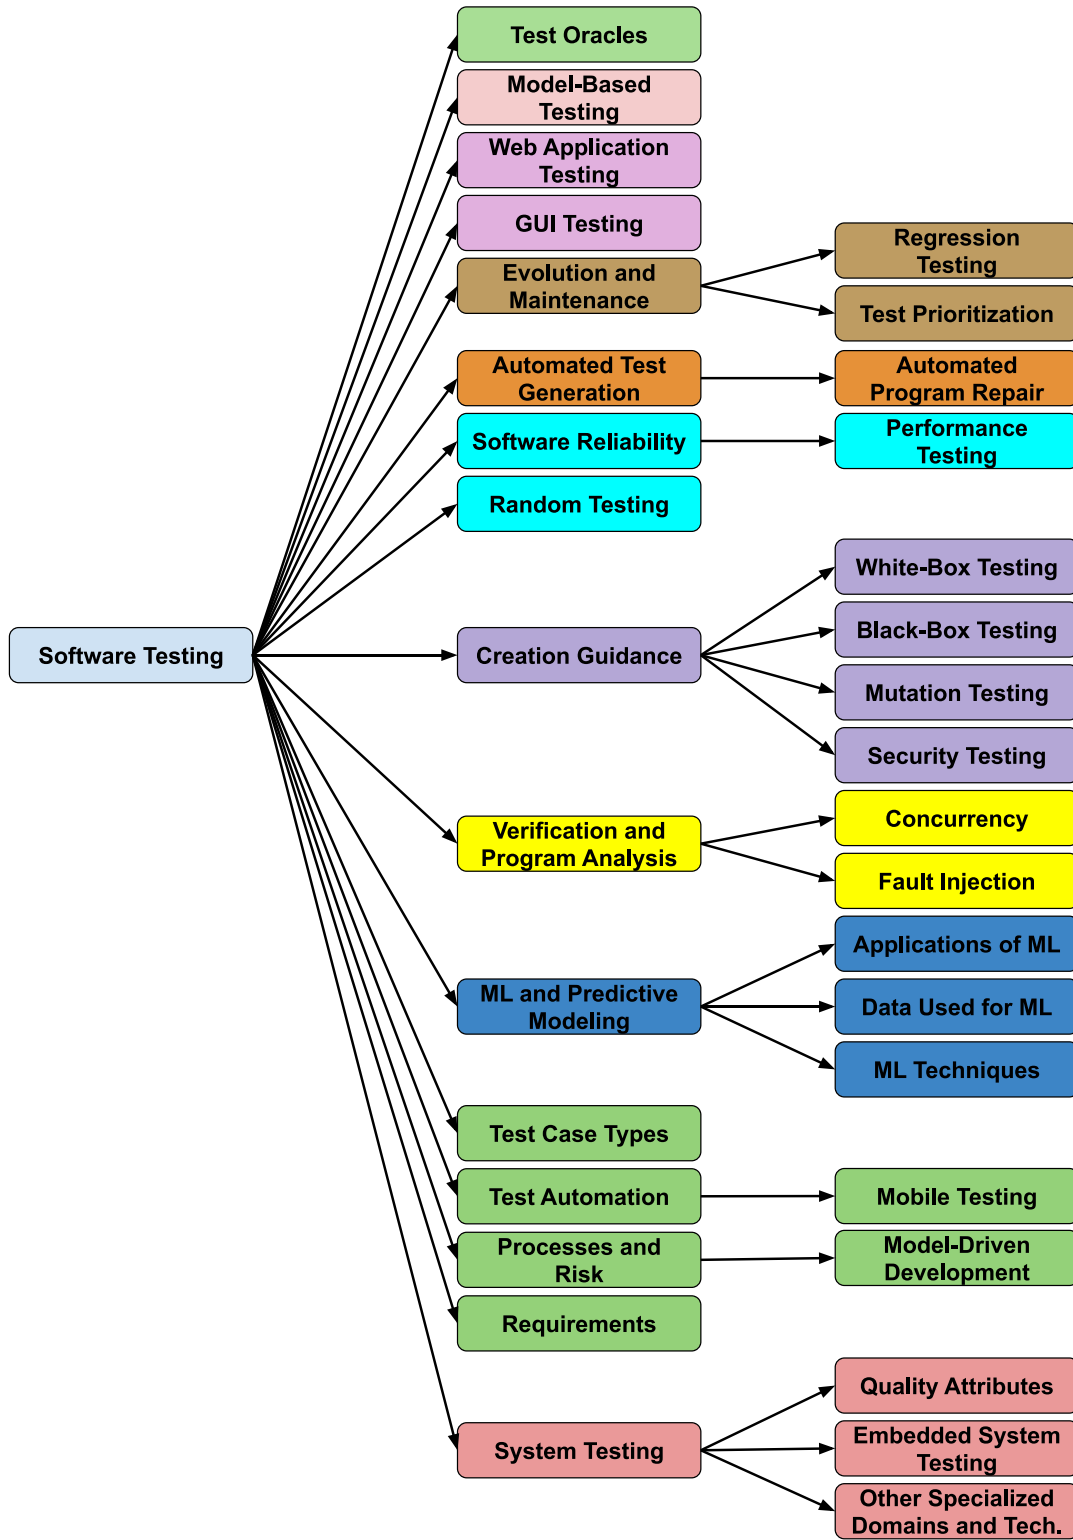 Test Oracles
Model-Based
Testing
Web Application
Testing
GUI Testing
Evolution and
Maintenance
Regression
Testing
Test Prioritization
Automated Test
Generation
Automated
Program Repair
Software Reliability
Performance
Testing
Random Testing
Software Testing
Creation Guidance
White-Box Testing
Black-Box Testing
Mutation Testing
Security Testing
Verification and
Program Analysis
Concurrency
Fault Injection
ML and Predictive
Modeling
Applications of ML
Data Used for ML
ML Techniques
Test Case Types
Test Automation
Mobile Testing
Processes and
Risk
Model-Driven
Development
Requirements
System Testing
Quality Attributes
Embedded System
Testing
Other Specialized
Domains and Tech.